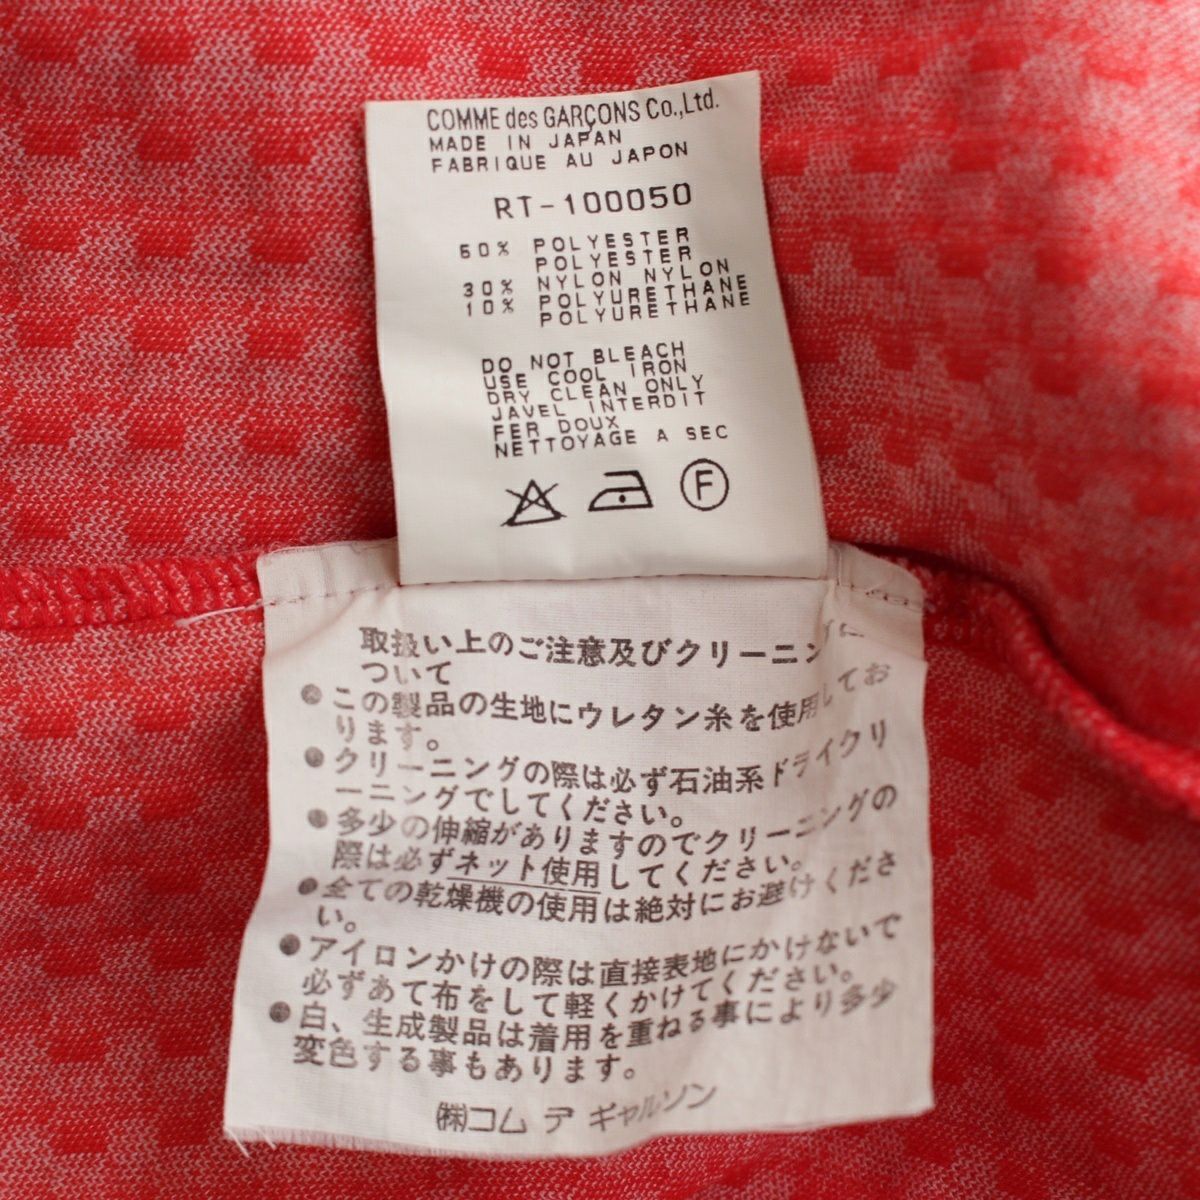 COMME des GARÇONS Co.,Ltd.
MADE IN JAPAN
FABRIQUE AU JAPON
RT-100050
60% POLYESTER
POLYESTER
30% NYLON NYLON
10% POLYURETHANE
POLYURETHANE
DO NOT BLEACH
USE COOL IRON
DRY CLEAN ONLY
JAVEL INTERDIT
FER DOUX
NETTOYAGE A SEC
F
取扱い上のご注意及びクリーニングに
ついて
●この製品の生地にウレタン糸を使用してお
ります。
●クリーニングの際は必ず石油系ドライクリ
ーニングでしてください。
●多少の伸縮がありますのでクリーニングの
際は必ずネット使用してください。
●全ての乾燥機の使用は絶対にお避けくださ
い。
●アイロンかけの際は直接表地にかけないで
必ずあて布をして軽くかけてください。
●白、生成製品は着用を重ねる事により多少
変色する事もあります。
㈱コム デ ギャルソン